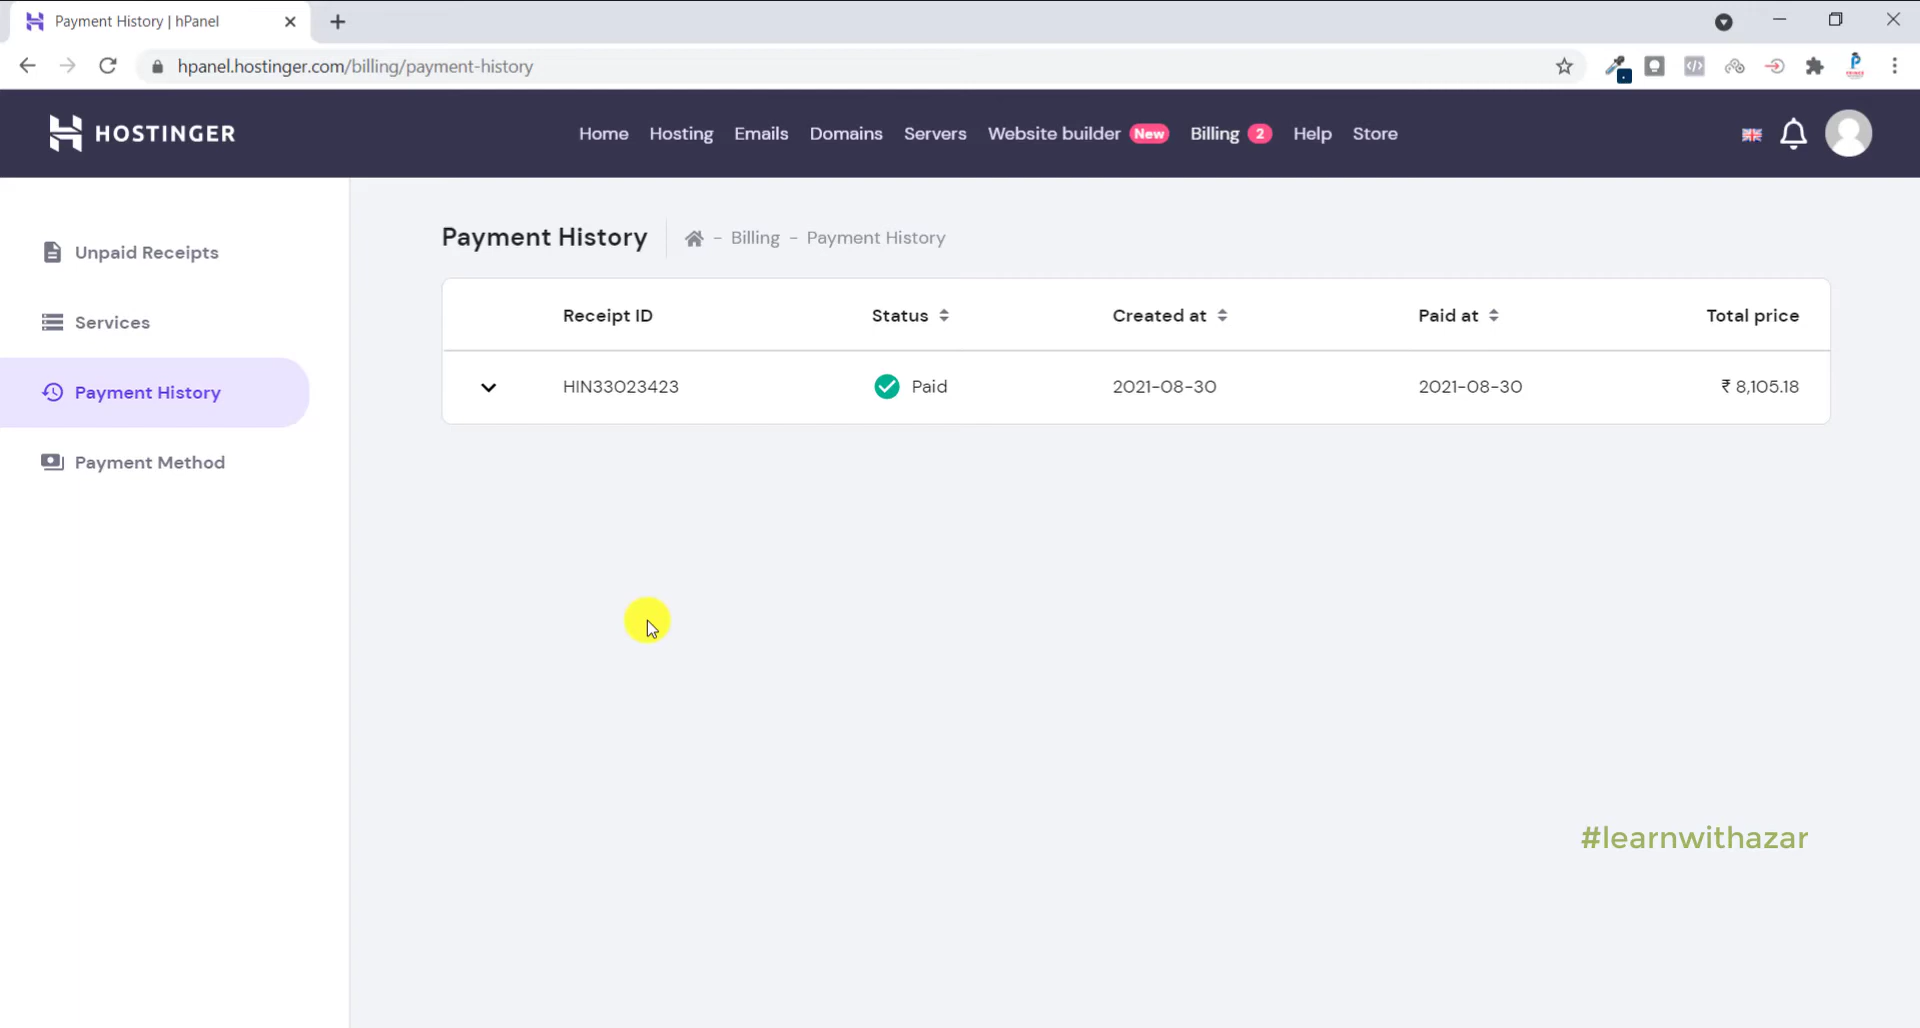 Payment History | hPanel
hpanel.hostinger.com/billing/payment-history
HOSTINGER
Home Hosting Emails Domains Servers Website builder New Billing 2 Help Store
Unpaid Receipts
Services
Payment History
Payment Method
Payment History - Billing - Payment History
Receipt ID Status Created at Paid at Total price
HIN33023423 Paid 2021-08-30 2021-08-30 ₹ 8,105.18
#learnwithazar